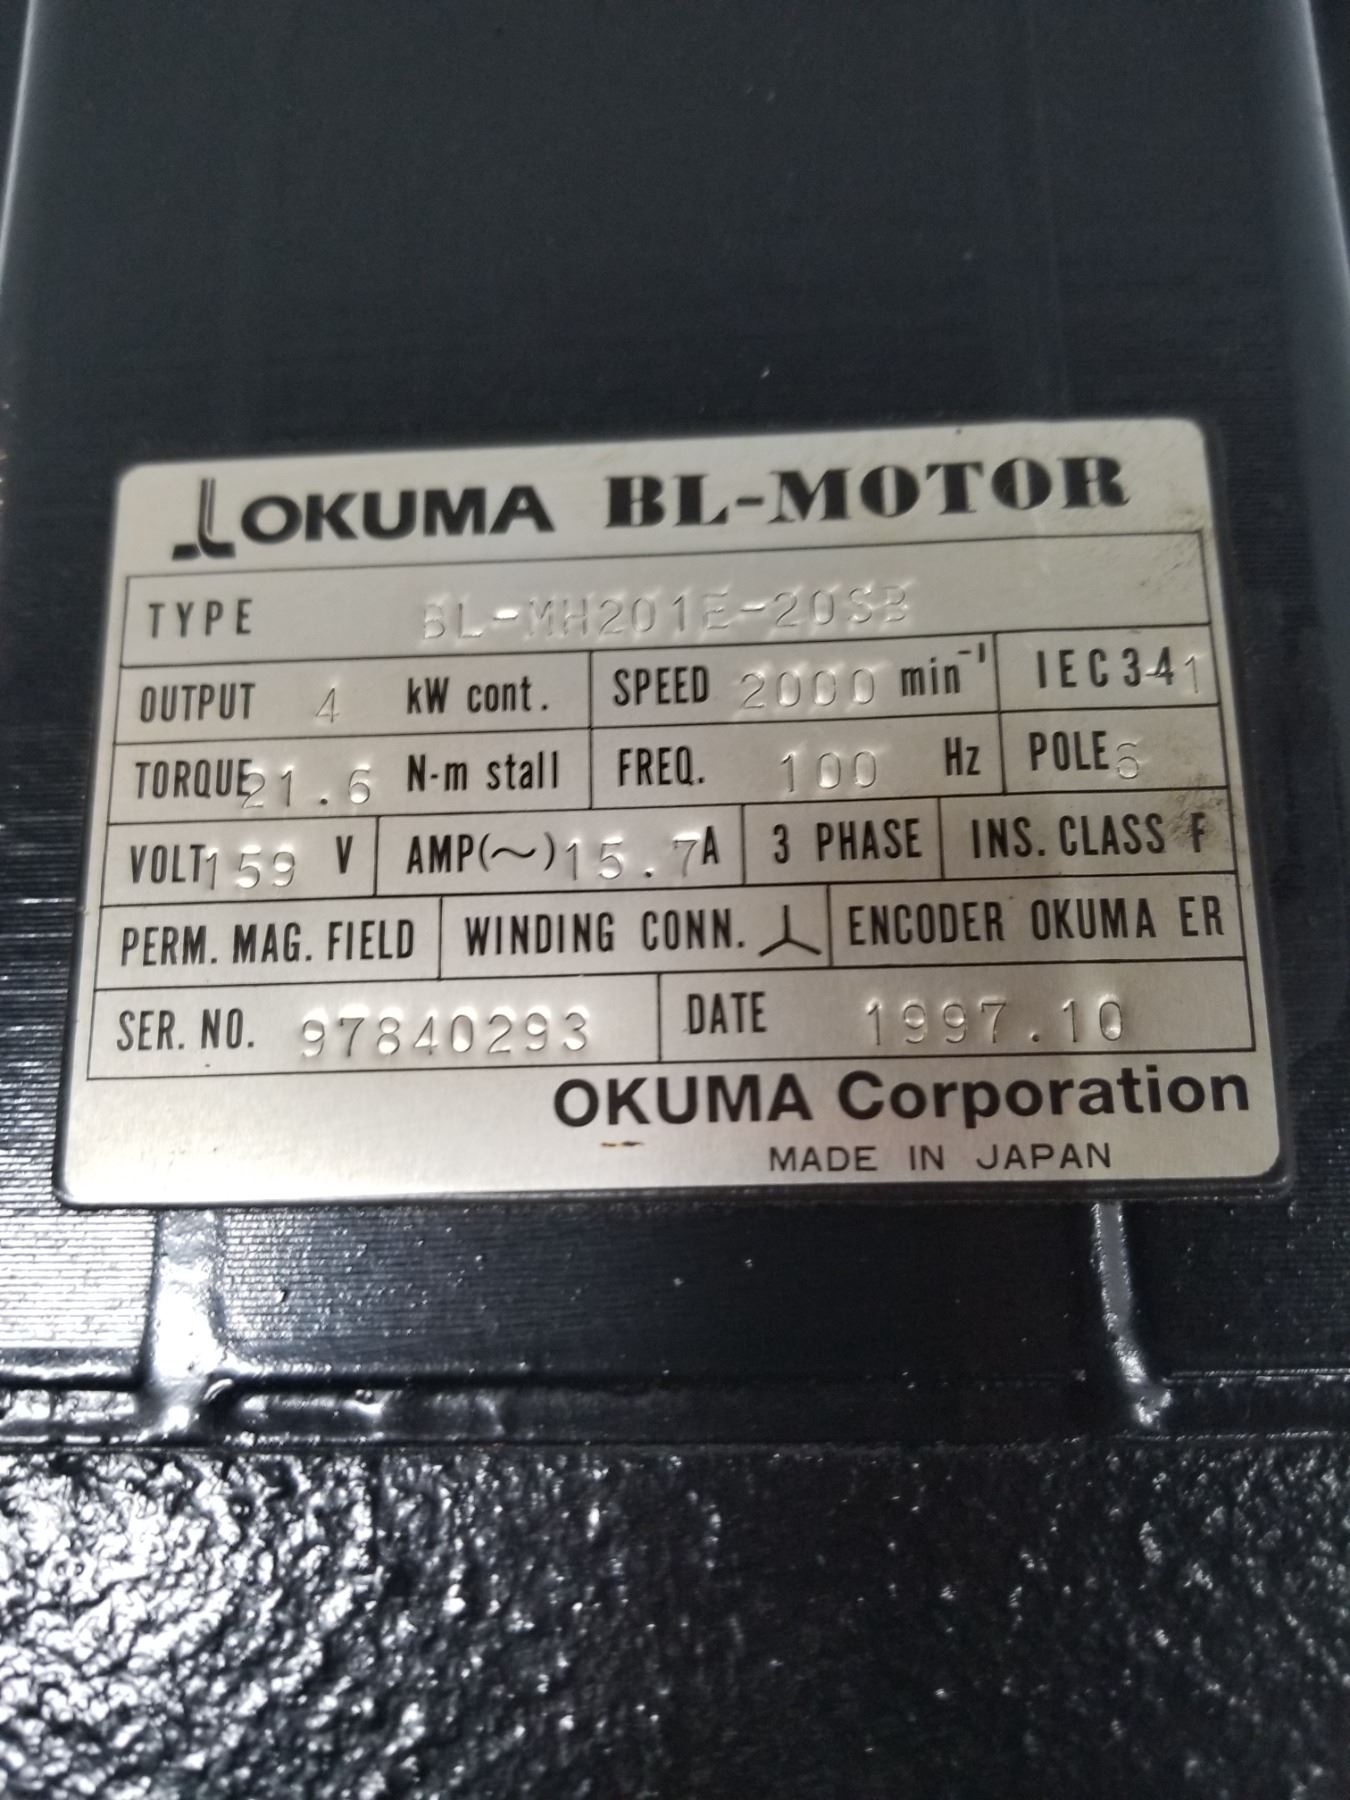 OKUMA BL-MOTOR
TYPE BL-MH201E-20SB
OUTPUT 4 kW cont. SPEED 2000 min⁻¹ IEC34-1
TORQUE 21.6 N-m stall FREQ. 100 Hz POLE 6
VOLT 159 V AMP(~) 15.7 A 3 PHASE INS. CLASS F
PERM. MAG. FIELD WINDING CONN. ENCODER OKUMA ER
SER. NO. 97840293 DATE 1997.10
OKUMA Corporation
MADE IN JAPAN